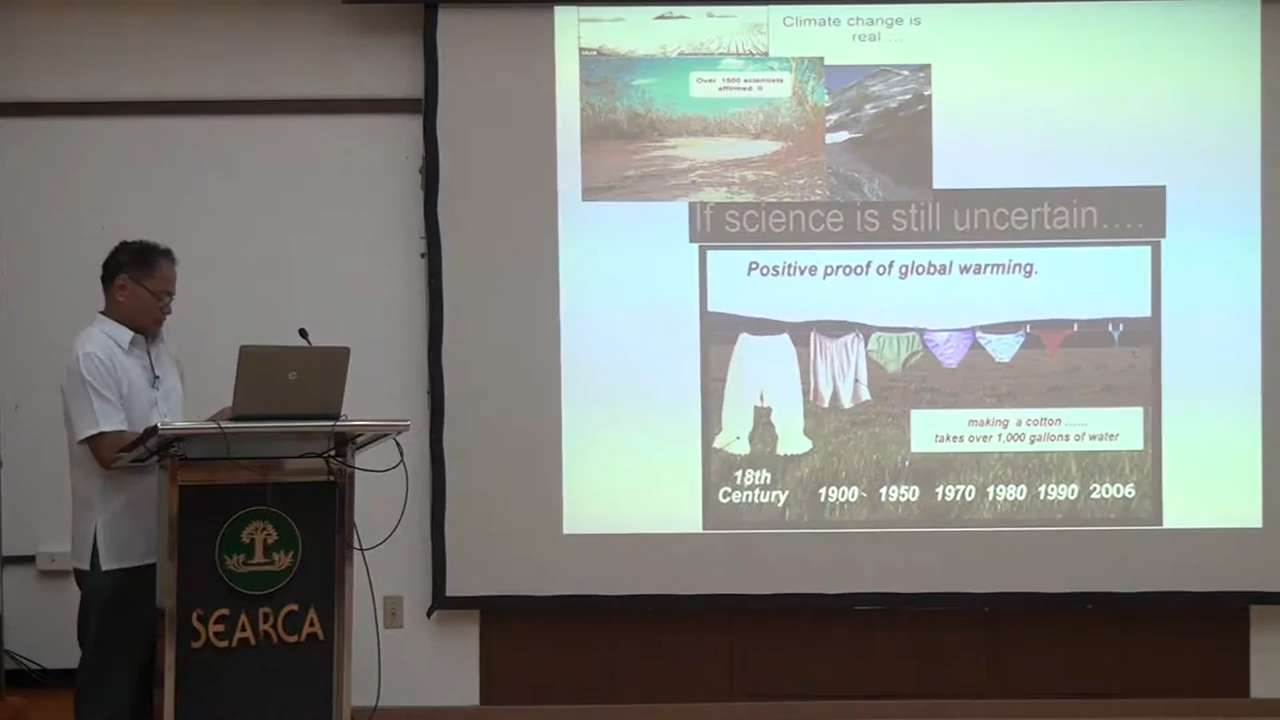 Climate change is
real....
Over 1500 scientists
affirmed it
If science is still uncertain....
Positive proof of global warming.
making a cotton ......
takes over 1,000 gallons of water
18th
Century
1900 1950 1970 1980 1990 2006
SEARCA